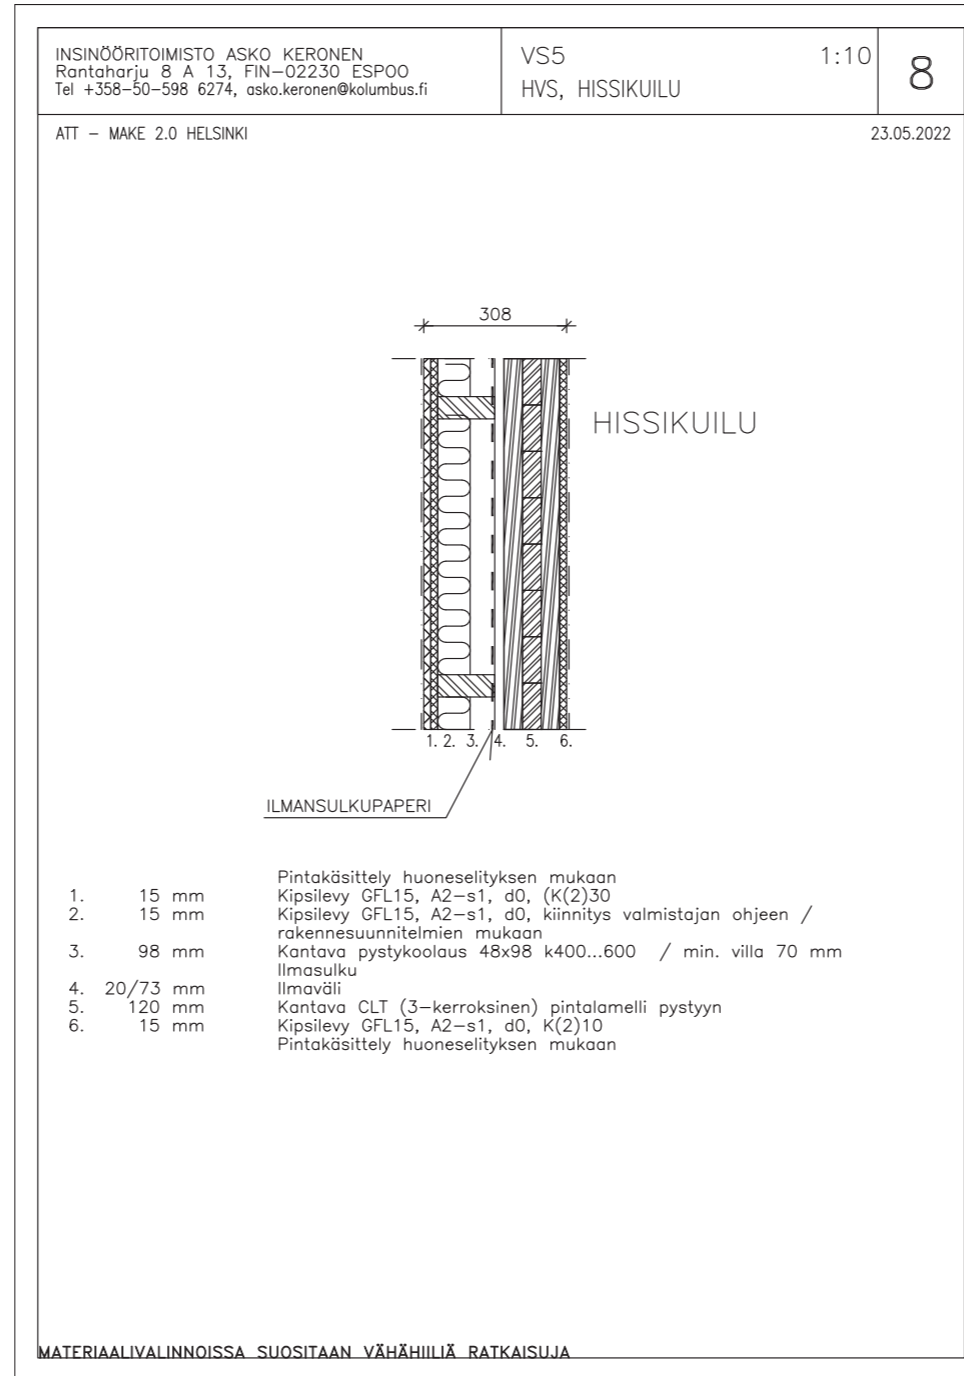 INSINÖÖRITOIMISTO ASKO KERONEN
Rantaharju 8 A 13, FIN-02230 ESPOO
Tel +358-50-598 6274, asko.keronen@kolumbus.fi
VS5 1:10
HVS, HISSIKUILU
8
ATT - MAKE 2.0 HELSINKI 23.05.2022
308
HISSIKUILU
1. 2. 3. 4. 5. 6.
ILMANSULKUPAPERI
Pintakäsittely huoneselityksen mukaan
1. 15 mm Kipsilevy GFL15, A2-s1, d0, (K(2)30
2. 15 mm Kipsilevy GFL15, A2-s1, d0, kiinnitys valmistajan ohjeen /
rakennesuunnitelmien mukaan
3. 98 mm Kantava pystykoolaus 48x98 k400...600 / min. villa 70 mm
Ilmasulku
4. 20/73 mm Ilmaväli
5. 120 mm Kantava CLT (3-kerroksinen) pintalamelli pystyyn
6. 15 mm Kipsilevy GFL15, A2-s1, d0, K(2)10
Pintakäsittely huoneselityksen mukaan
MATERIAALIVALINNOISSA SUOSITAAN VÄHÄHIILIÄ RATKAISUJA